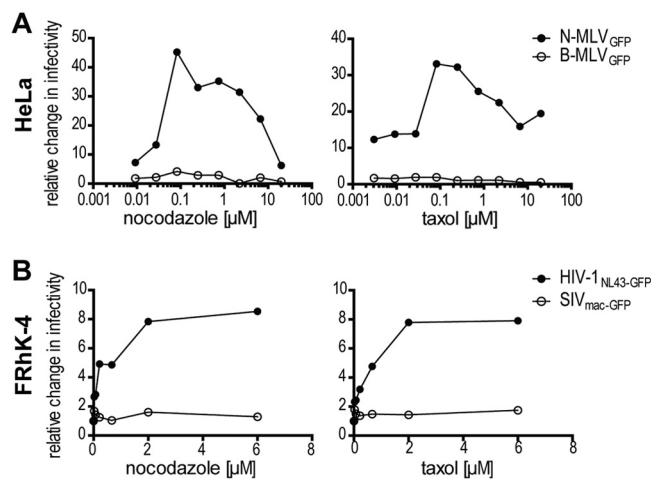 A
HeLa
relative change in infectivity
50
40
30
20
10
0
0.001 0.01 0.1 1 10 100
nocodazole [µM]
40
30
20
10
0
0.001 0.01 0.1 1 10 100
taxol [µM]
N-MLVGFP
B-MLVGFP
B
FRhK-4
relative change in infectivity
10
8
6
4
2
0
0 2 4 6 8
nocodazole [µM]
10
8
6
4
2
0
0 2 4 6 8
taxol [µM]
HIV-1NL43-GFP
SIVmac-GFP